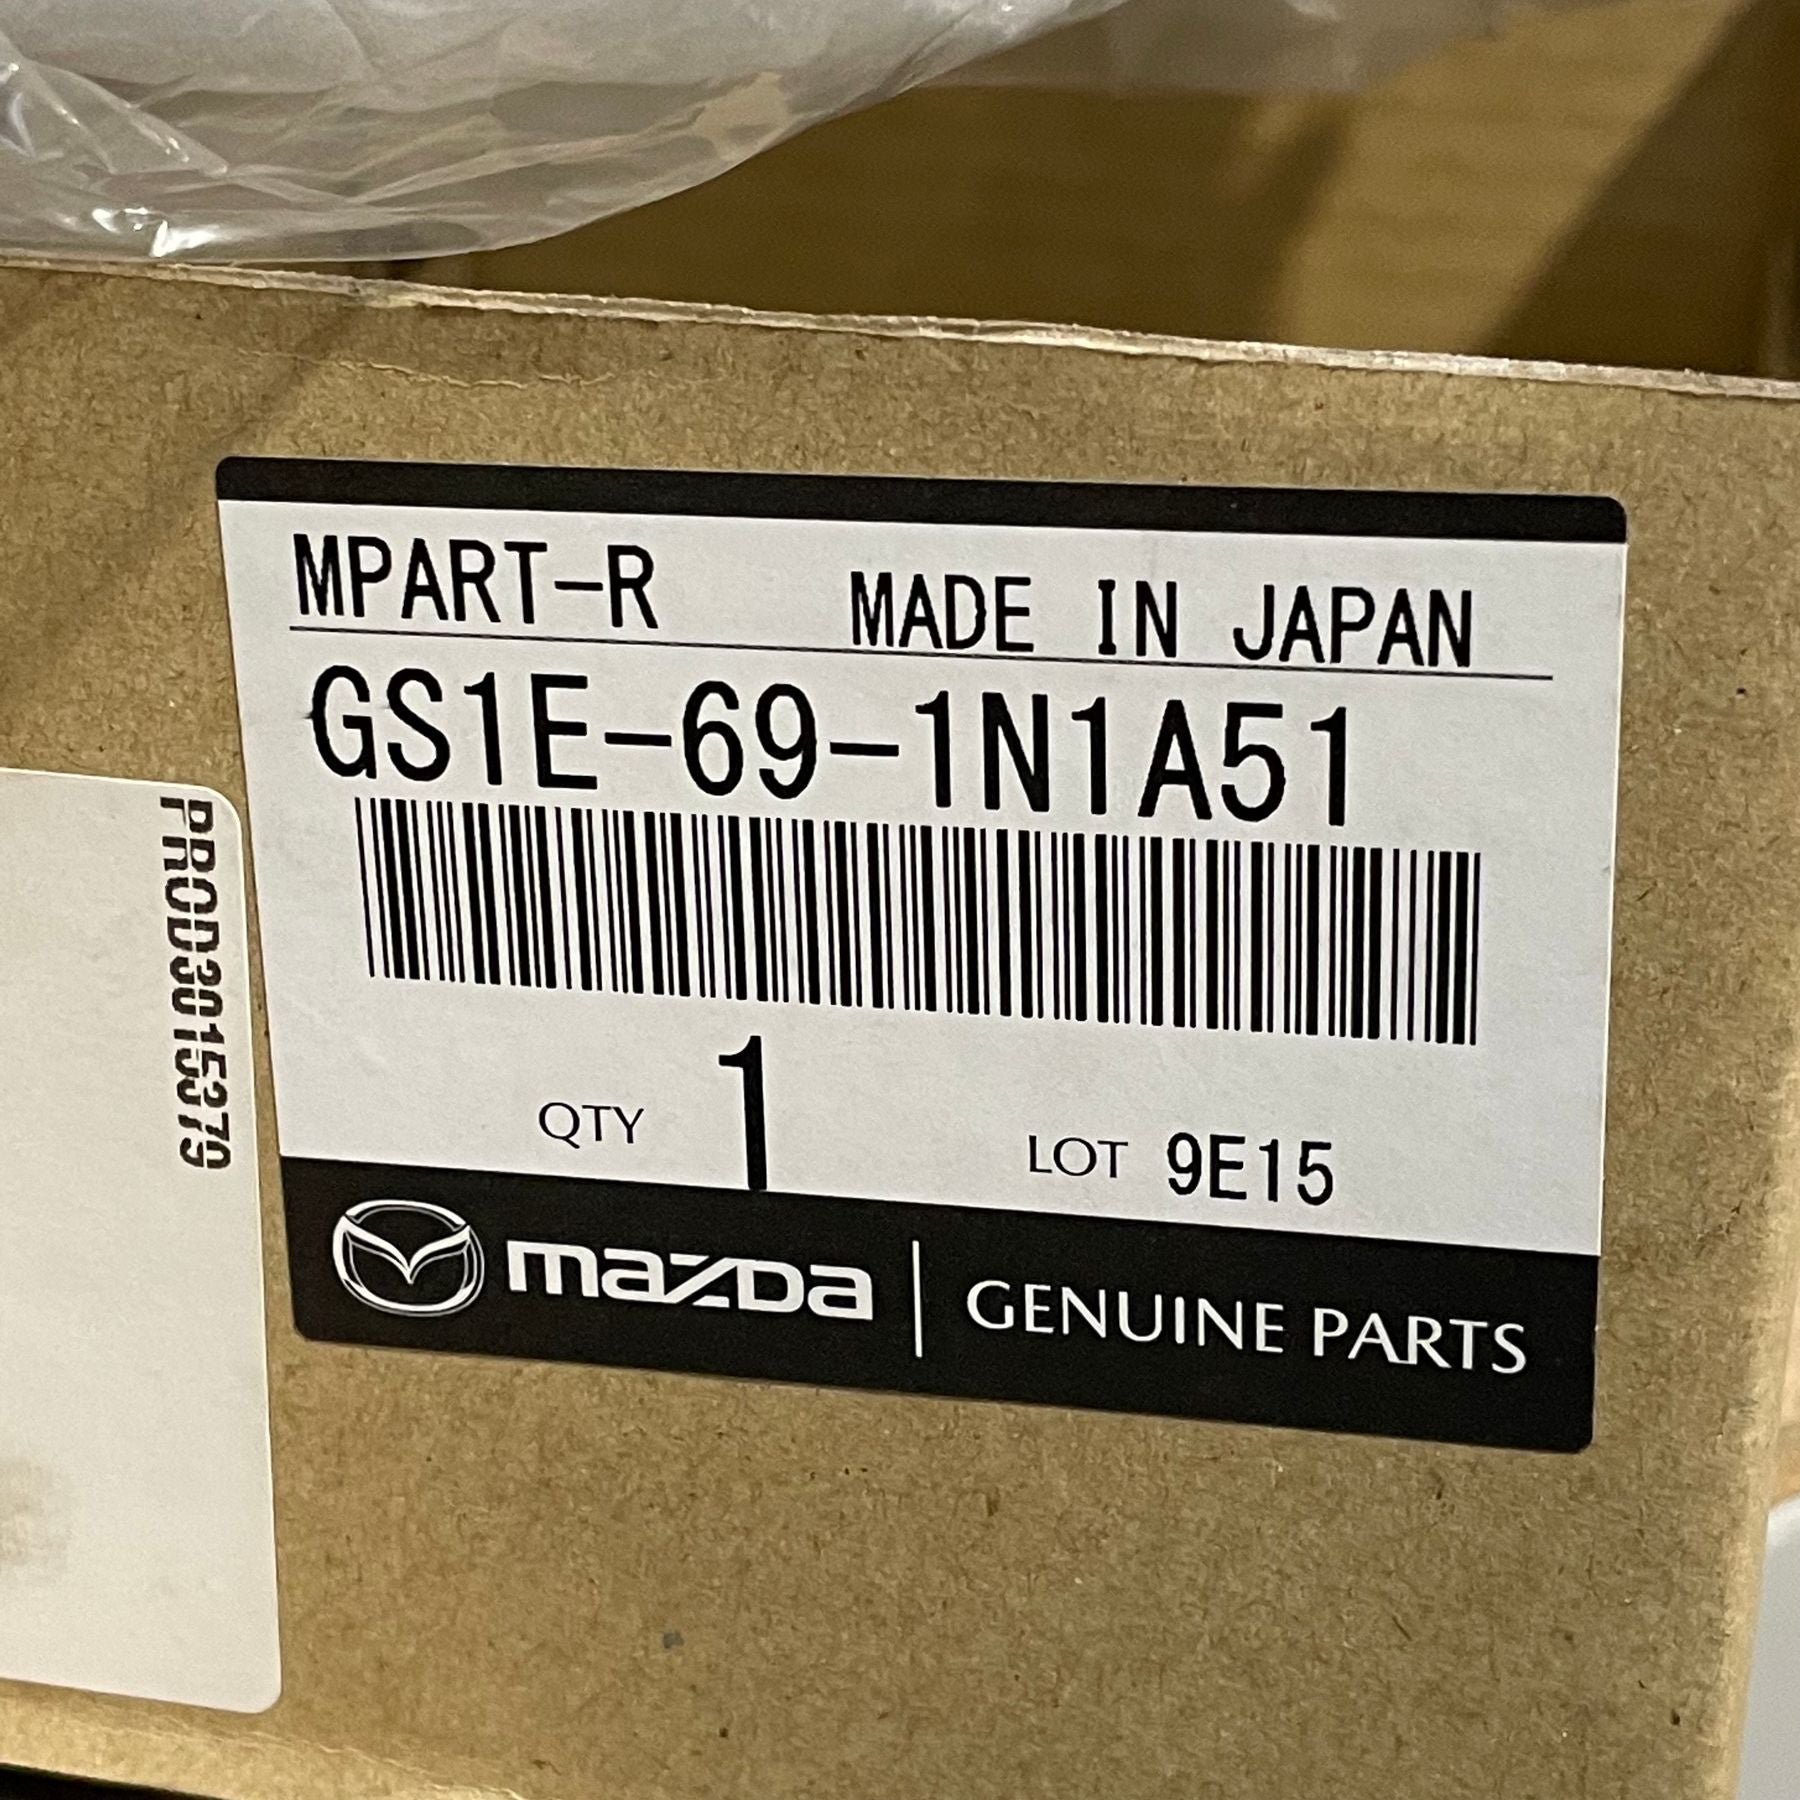 MPART-R MADE IN JAPAN
GS1E-69-1N1A51
QTY 1 LOT 9E15
mazda GENUINE PARTS
PROD3015379